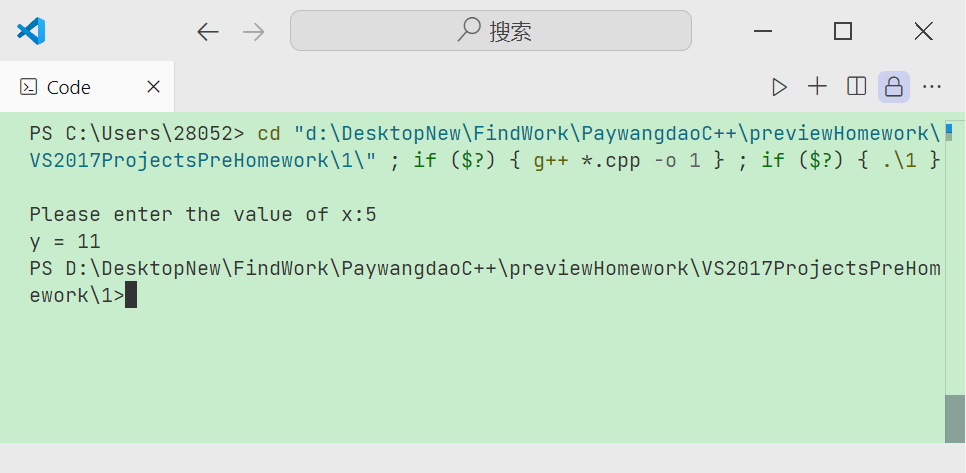 搜索
Code
PS C:\Users\28052> cd "d:\DesktopNew\FindWork\PaywangdaoC++\previewHomework\
VS2017ProjectsPreHomework\1\" ; if ($?) { g++ *.cpp -o 1 } ; if ($?) { .\1 }
Please enter the value of x:5
y = 11
PS D:\DesktopNew\FindWork\PaywangdaoC++\previewHomework\VS2017ProjectsPreHom
ework\1>